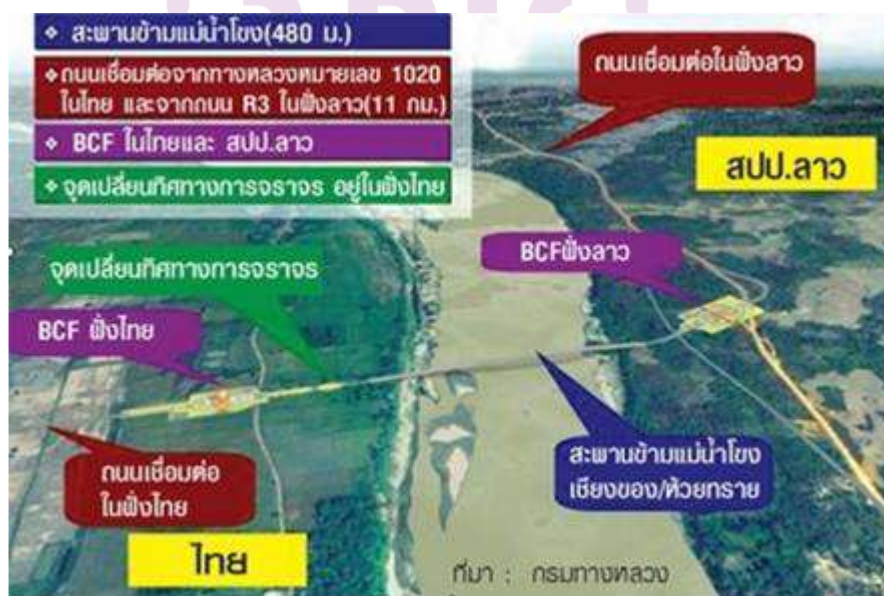 ❖ สะพานข้ามแม่น้ำโขง(480 ม.)
❖ถนนเชื่อมต่อจากทางหลวงหมายเลข 1020
ในไทย และจากถนน R3 ในฝั่งลาว(11 กม.)
❖ BCF ในไทยและ สปป.ลาว
❖ จุดเปลี่ยนทิศทางการจราจร อยู่ในฝั่งไทย
ถนนเชื่อมต่อในฝั่งลาว
สปป.ลาว
BCFฝั่งลาว
จุดเปลี่ยนทิศทางการจราจร
BCF ฝั่งไทย
ถนนเชื่อมต่อ
ในฝั่งไทย
สะพานข้ามแม่น้ำโขง
เชียงของ/ห้วยทราย
ไทย
ที่มา : กรมทางหลวง